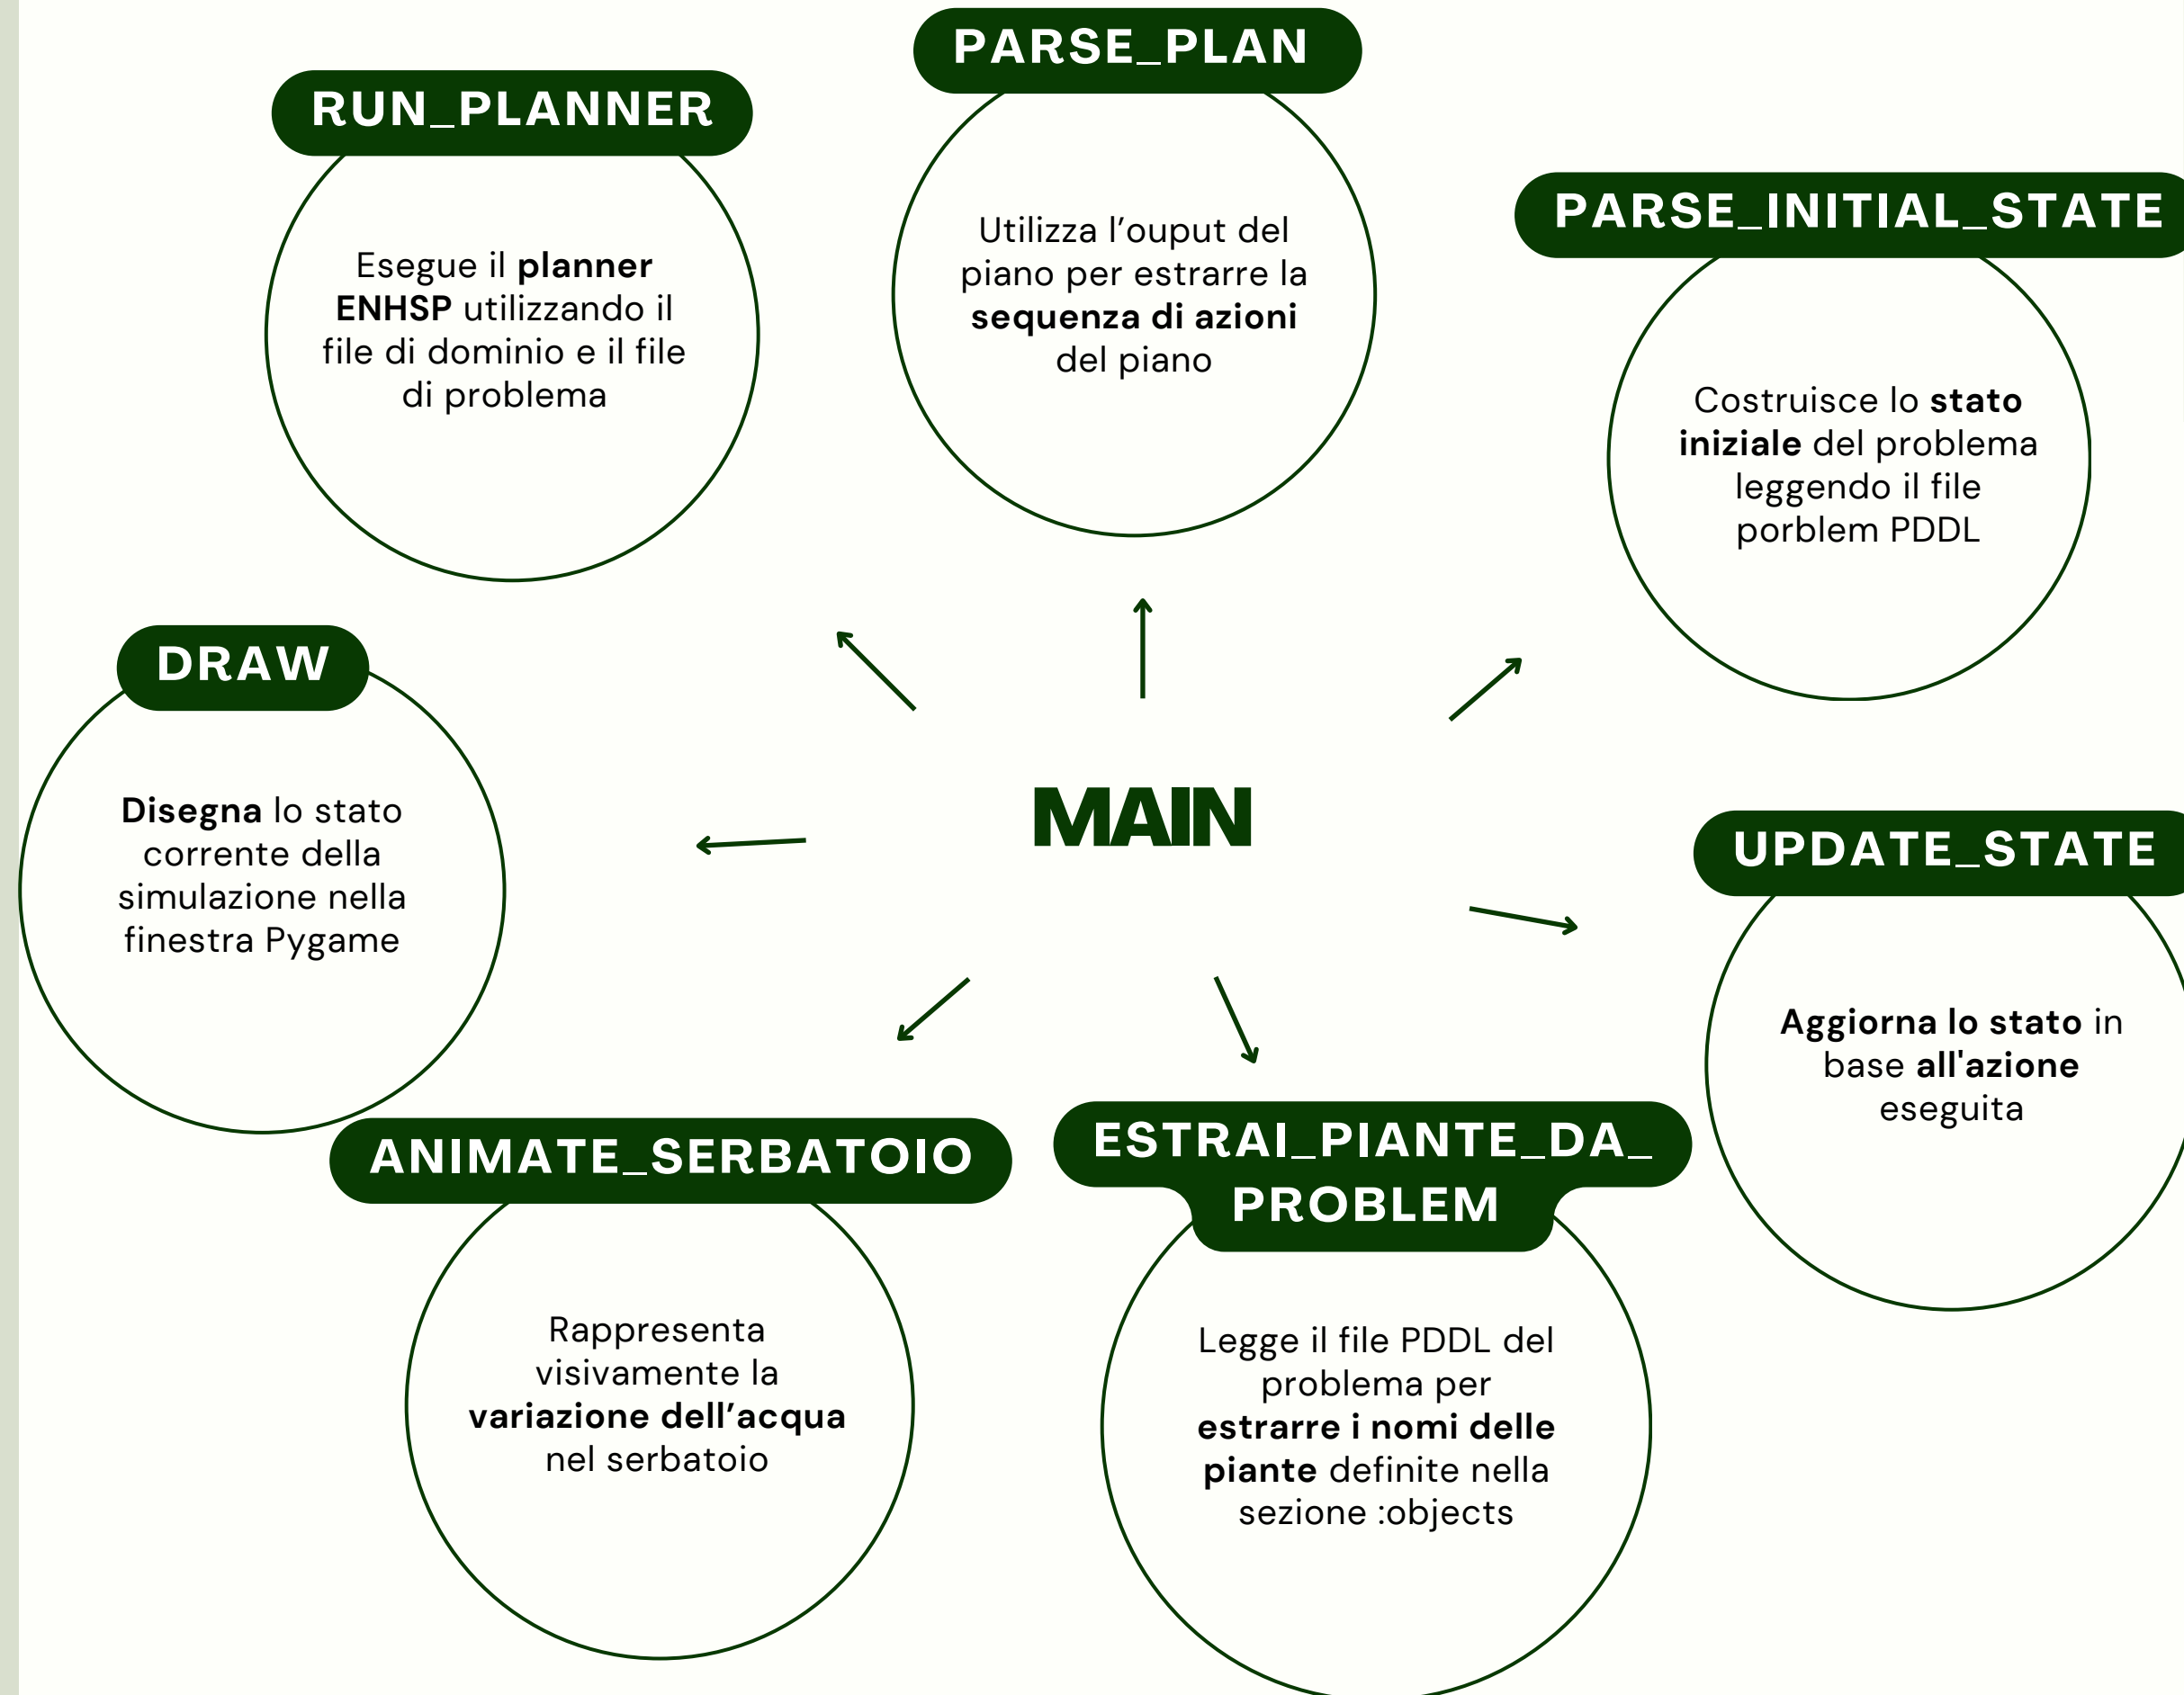 PARSE_PLAN
Utilizza l’ouput del
piano per estrarre la
sequenza di azioni
del piano
RUN_PLANNER
Esegue il planner
ENHSP utilizzando il
file di dominio e il file
di problema
PARSE_INITIAL_STATE
Costruisce lo stato
iniziale del problema
leggendo il file
porblem PDDL
DRAW
Disegna lo stato
corrente della
simulazione nella
finestra Pygame
MAIN
UPDATE_STATE
Aggiorna lo stato in
base all'azione
eseguita
ANIMATE_SERBATOIO
Rappresenta
visivamente la
variazione dell’acqua
nel serbatoio
ESTRAI_PIANTE_DA_
PROBLEM
Legge il file PDDL del
problema per
estrarre i nomi delle
piante definite nella
sezione :objects